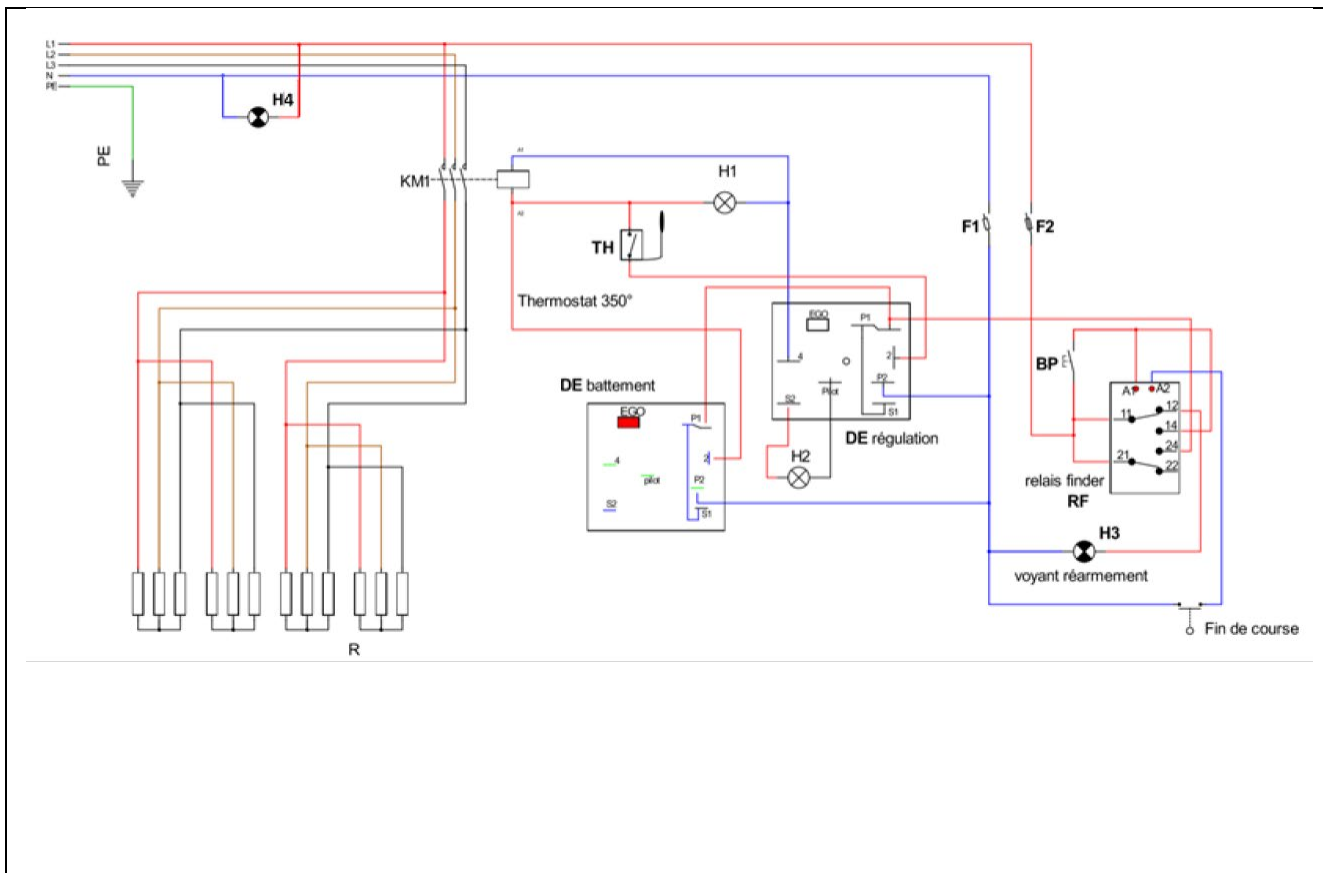 L1
L2
L3
N
PE
H4
PE
KM1
A1
A2
H1
TH
Thermostat 350°
F1
F2
EGO
P1
4
2
P2
Pilot
S2
S1
DE régulation
H2
DE battement
EGO
P1
4
2
pilot
P2
S2
S1
BP
A1
A2
11
12
14
24
21
22
relais finder
RF
H3
voyant réarmement
Fin de course
R